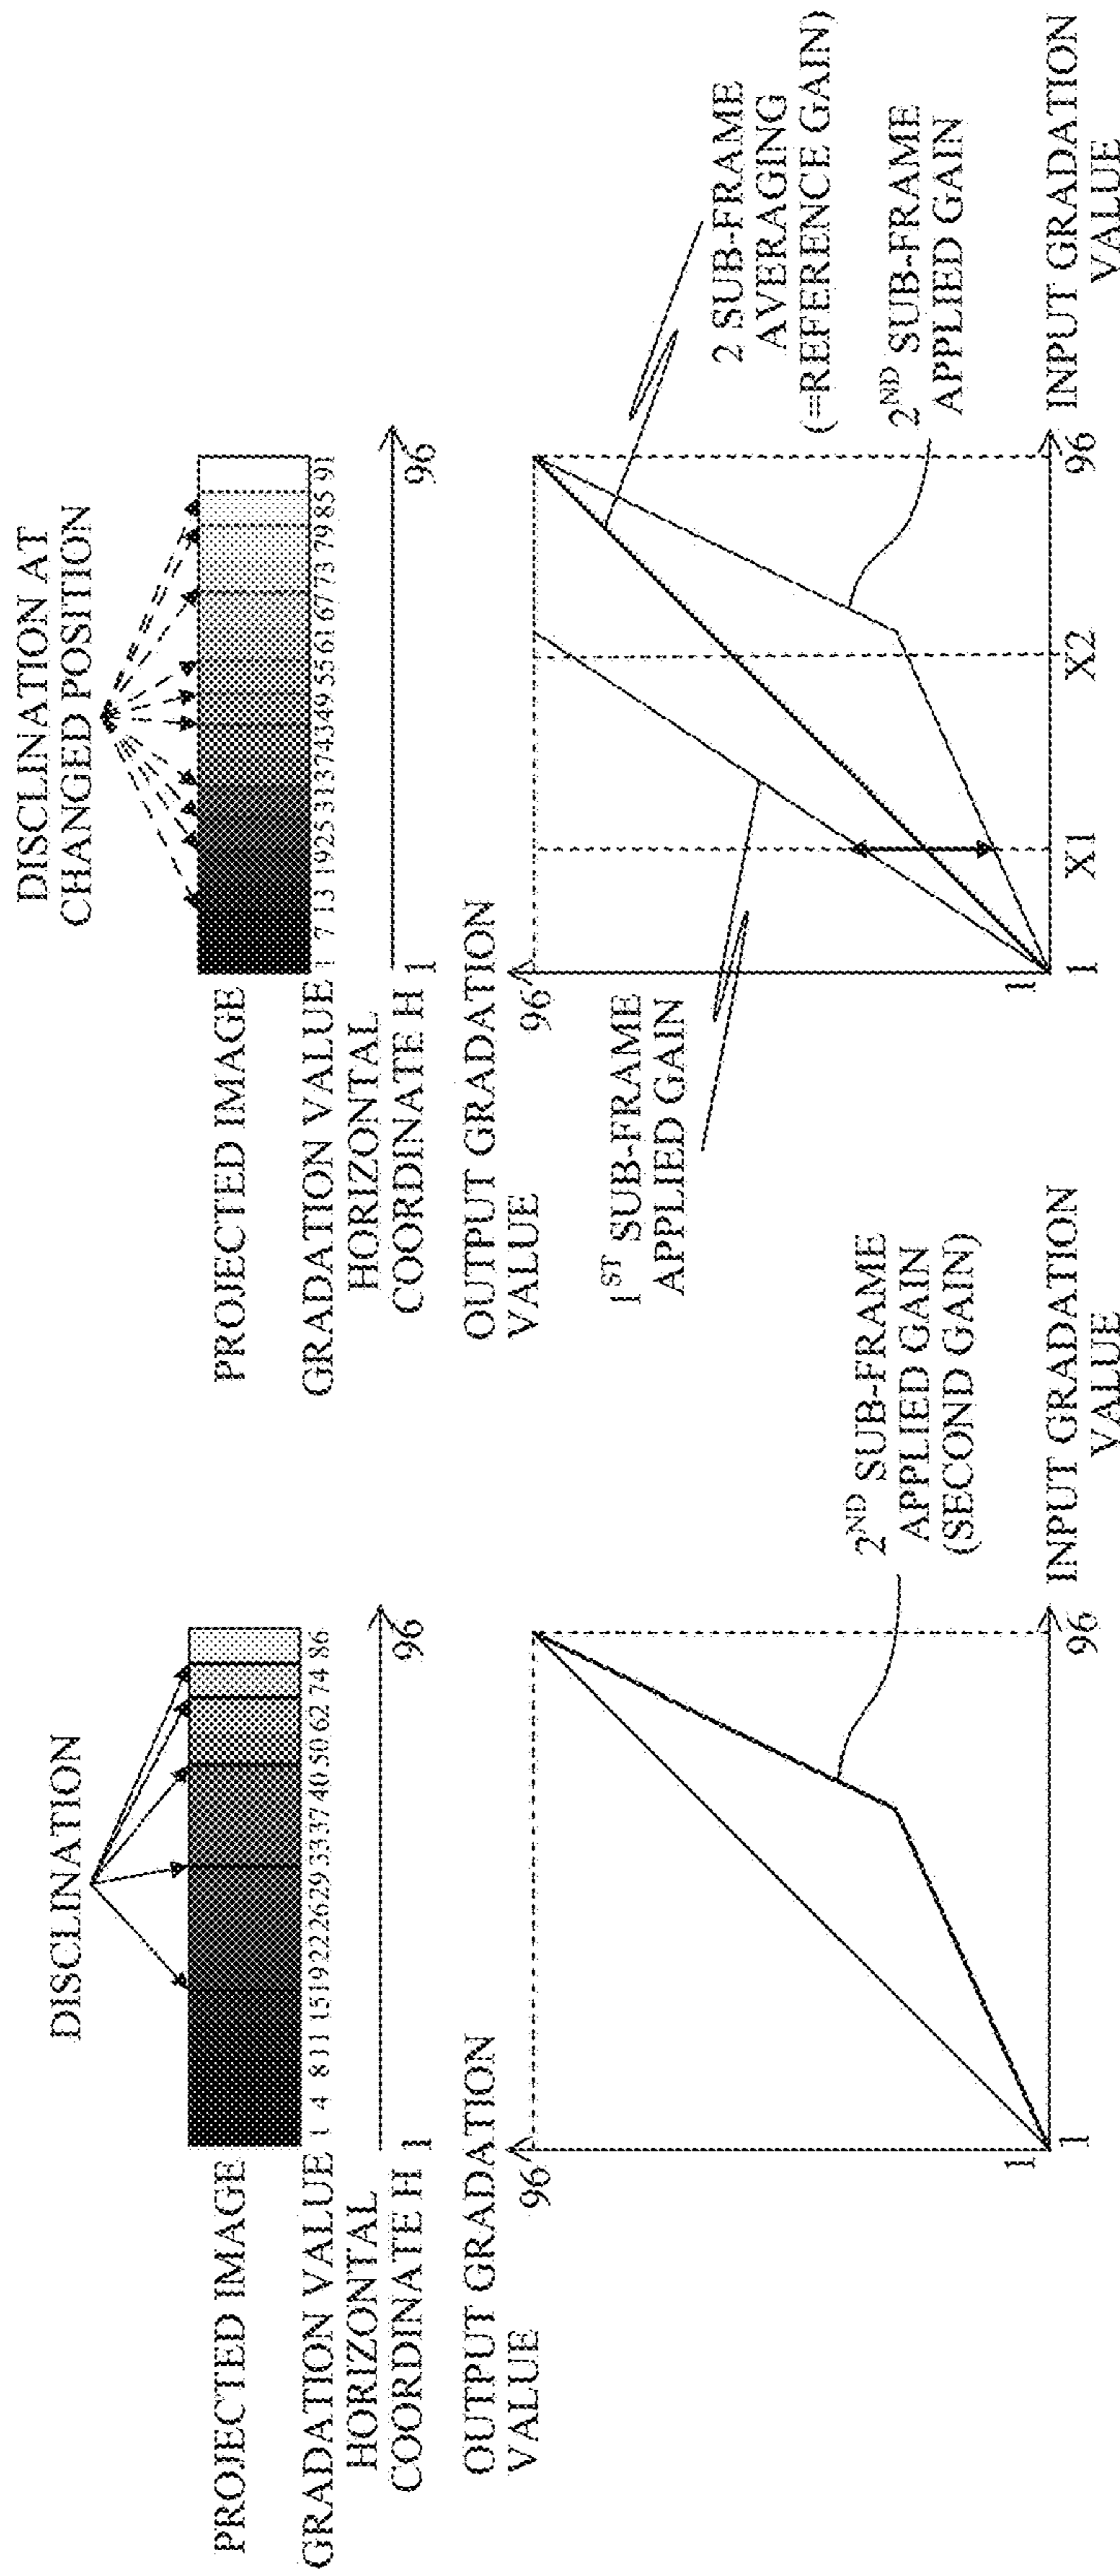 DISCLINATION
PROJECTED IMAGE
GRADATION VALUE 1 4 8 11 15 19 22 26 29 33 37 40 50 62 74 86
HORIZONTAL
COORDINATE H
1
96
OUTPUT GRADATION
VALUE
96
1
1
96
2ND SUB-FRAME
APPLIED GAIN
(SECOND GAIN)
INPUT GRADATION
VALUE
DISCLINATION AT
CHANGED POSITION
PROJECTED IMAGE
GRADATION VALUE 1 7 13 19 25 31 37 43 49 55 61 67 73 79 85 91
HORIZONTAL
COORDINATE H
1
96
OUTPUT GRADATION
VALUE
96
1ST SUB-FRAME
APPLIED GAIN
2 SUB-FRAME
AVERAGING
(=REFERENCE GAIN)
2ND SUB-FRAME
APPLIED GAIN
1
1
X1
X2
96
INPUT GRADATION
VALUE